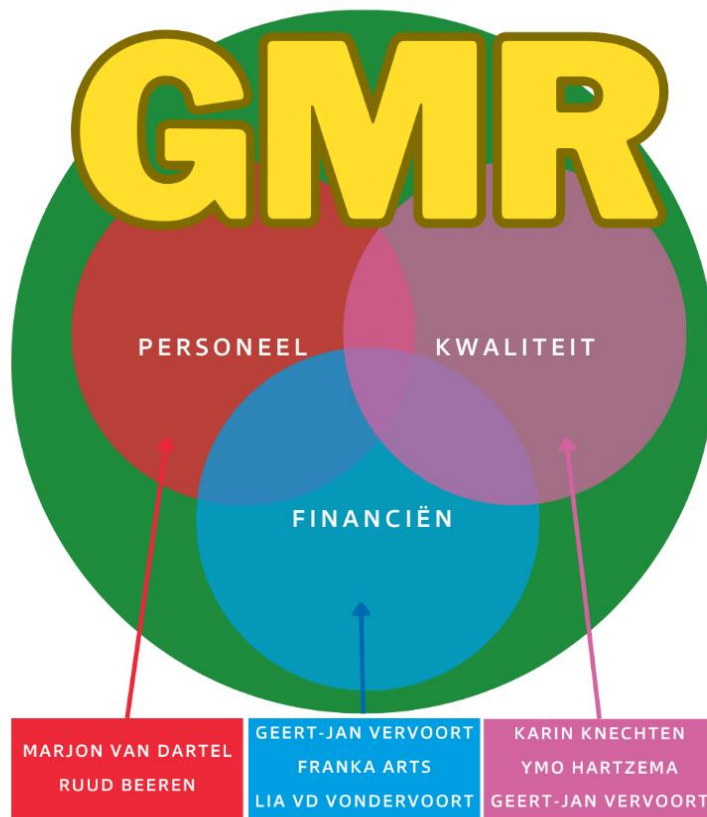 GMR
PERSONEEL
KWALITEIT
FINANCIËN
MARJON VAN DARTEL
RUUD BEEREN
GEERT-JAN VERVOORT
FRANKA ARTS
LIA VD VONDERVOORT
KARIN KNECHTEN
YMO HARTZEMA
GEERT-JAN VERVOORT